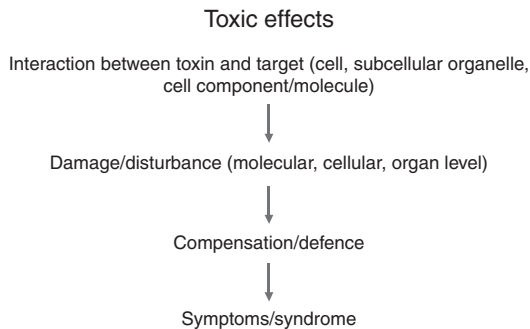 Toxic effects
Interaction between toxin and target (cell, subcellular organelle,
cell component/molecule)
Damage/disturbance (molecular, cellular, organ level)
Compensation/defence
Symptoms/syndrome